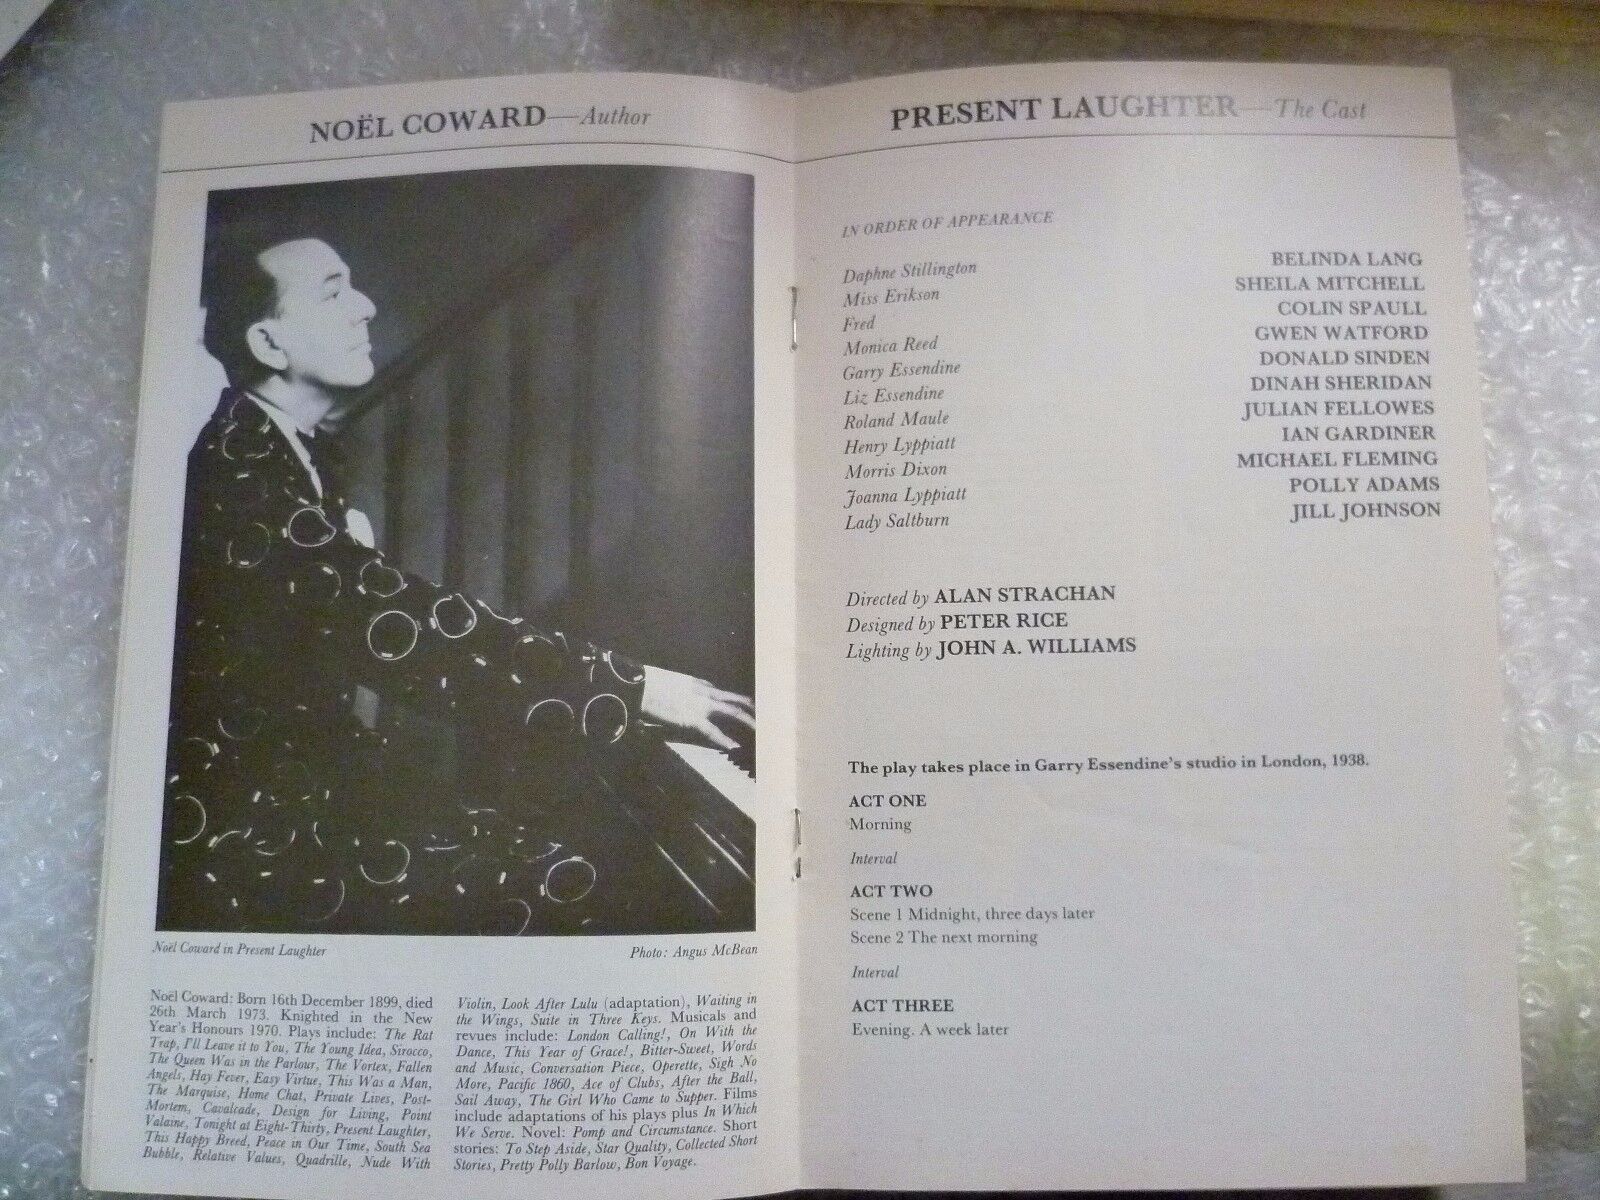 NOËL COWARD—Author
Noël Coward in Present Laughter
Photo: Angus McBean
Noël Coward: Born 16th December 1899, died
26th March 1973. Knighted in the New
Year's Honours 1970. Plays include: The Rat
Trap, I'll Leave it to You, The Young Idea, Sirocco,
The Queen Was in the Parlour, The Vortex, Fallen
Angels, Hay Fever, Easy Virtue, This Was a Man,
The Marquise, Home Chat, Private Lives, Post-
Mortem, Cavalcade, Design for Living, Point
Valaine, Tonight at Eight-Thirty, Present Laughter,
This Happy Breed, Peace in Our Time, South Sea
Bubble, Relative Values, Quadrille, Nude With
Violin, Look After Lulu (adaptation), Waiting in
the Wings, Suite in Three Keys. Musicals and
revues include: London Calling!, On With the
Dance, This Year of Grace!, Bitter-Sweet, Words
and Music, Conversation Piece, Operette, Sigh No
More, Pacific 1860, Ace of Clubs, After the Ball,
Sail Away, The Girl Who Came to Supper. Films
include adaptations of his plays plus In Which
We Serve. Novel: Pomp and Circumstance. Short
stories: To Step Aside, Star Quality, Collected Short
Stories, Pretty Polly Barlow, Bon Voyage.
PRESENT LAUGHTER—The Cast
IN ORDER OF APPEARANCE
Daphne Stillington BELINDA LANG
Miss Erikson SHEILA MITCHELL
Fred COLIN SPAULL
Monica Reed GWEN WATFORD
Garry Essendine DONALD SINDEN
Liz Essendine DINAH SHERIDAN
Roland Maule JULIAN FELLOWES
Henry Lyppiatt IAN GARDINER
Morris Dixon MICHAEL FLEMING
Joanna Lyppiatt POLLY ADAMS
Lady Saltburn JILL JOHNSON
Directed by ALAN STRACHAN
Designed by PETER RICE
Lighting by JOHN A. WILLIAMS
The play takes place in Garry Essendine's studio in London, 1938.
ACT ONE
Morning
Interval
ACT TWO
Scene 1 Midnight, three days later
Scene 2 The next morning
Interval
ACT THREE
Evening. A week later